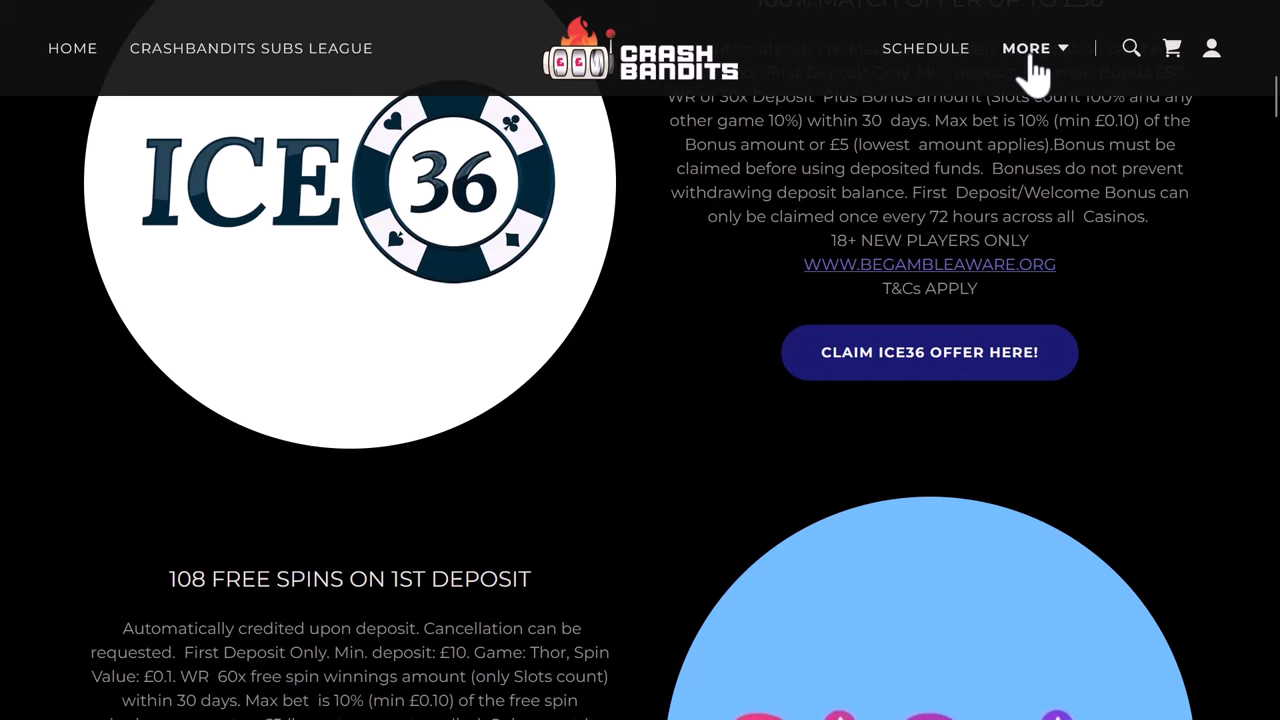 HOME
CRASHBANDITS SUBS LEAGUE
CRASH
BANDITS
SCHEDULE
MORE
100% MATCH OFFER UP TO £50
WR of 30x Deposit Plus Bonus amount (Slots count 100% and any
other game 10%) within 30 days. Max bet is 10% (min £0.10) of the
Bonus amount or £5 (lowest amount applies).Bonus must be
claimed before using deposited funds. Bonuses do not prevent
withdrawing deposit balance. First Deposit/Welcome Bonus can
only be claimed once every 72 hours across all Casinos.
18+ NEW PLAYERS ONLY
WWW.BEGAMBLEAWARE.ORG
T&Cs APPLY
CLAIM ICE36 OFFER HERE!
ICE 36
108 FREE SPINS ON 1ST DEPOSIT
Automatically credited upon deposit. Cancellation can be
requested. First Deposit Only. Min. deposit: £10. Game: Thor, Spin
Value: £0.1. WR 60x free spin winnings amount (only Slots count)
within 30 days. Max bet is 10% (min £0.10) of the free spin